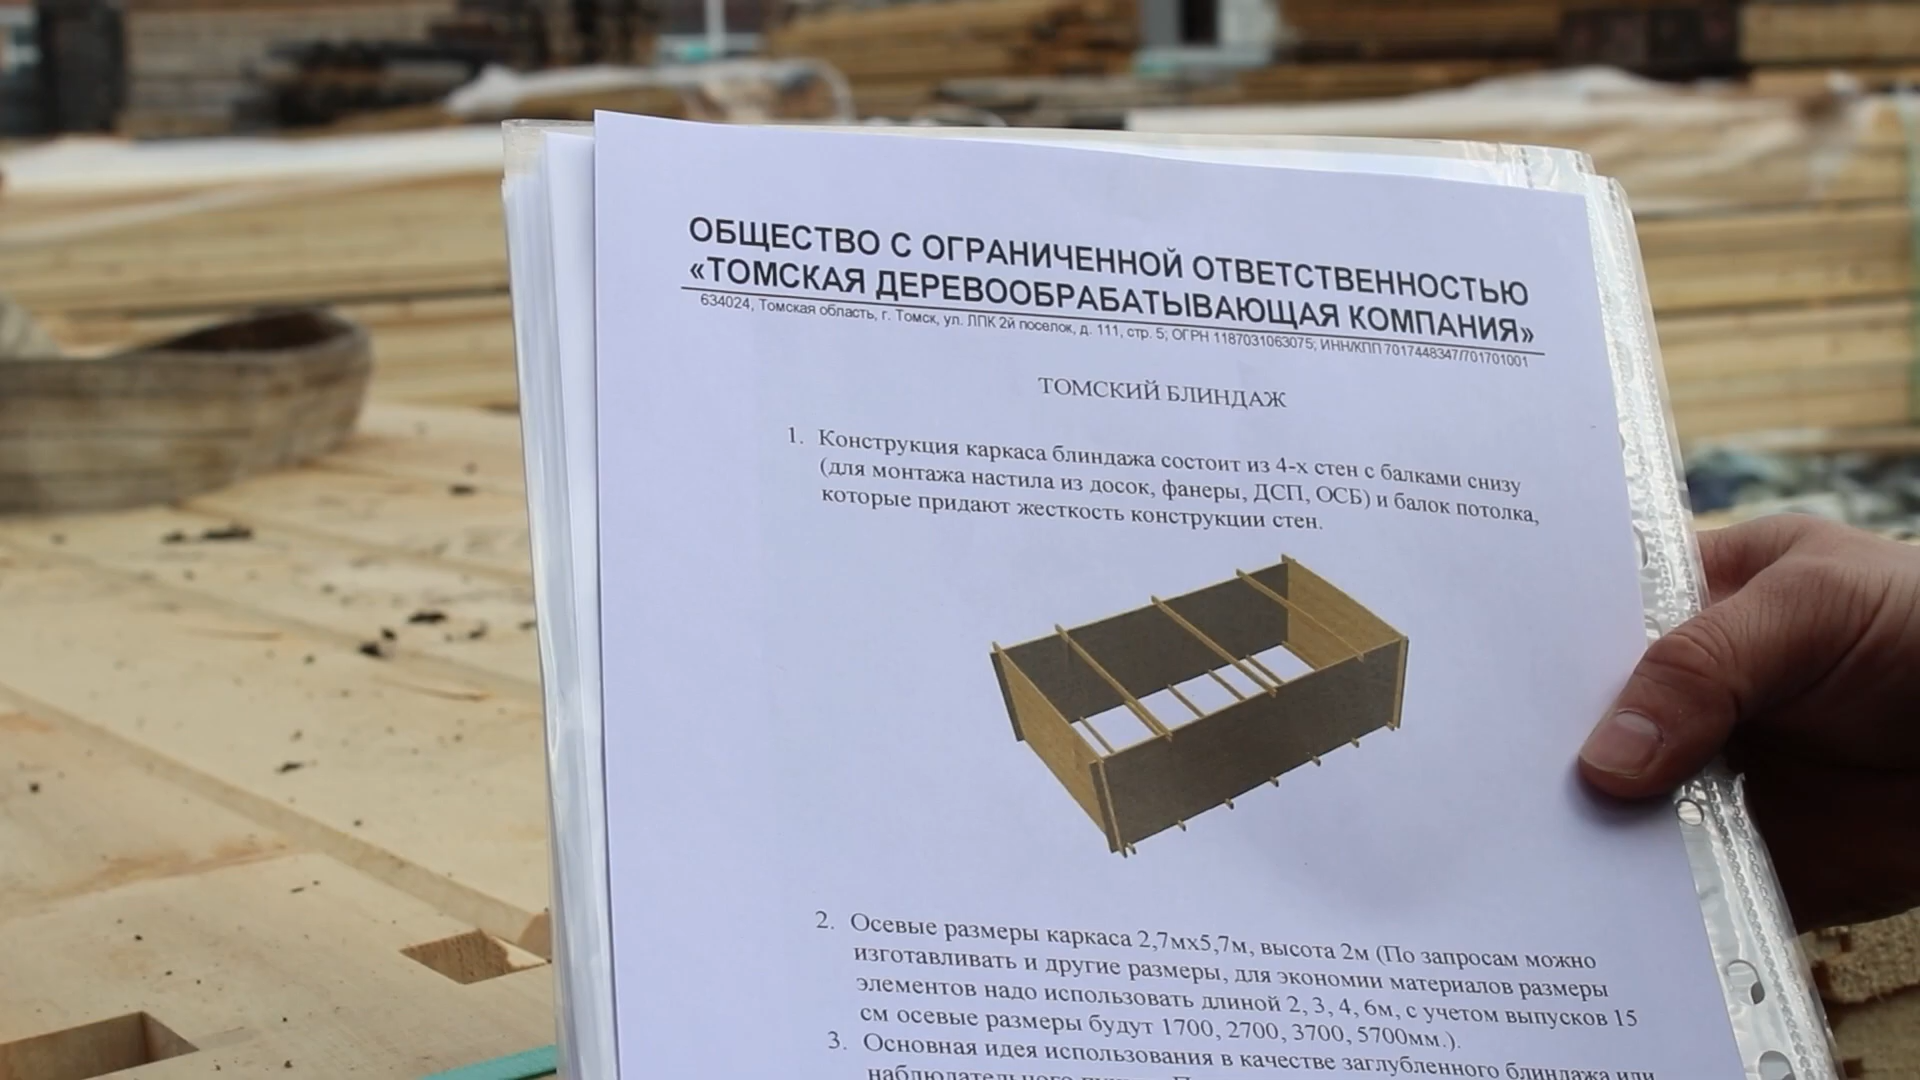 ОБЩЕСТВО С ОГРАНИЧЕННОЙ ОТВЕТСТВЕННОСТЬЮ
«ТОМСКАЯ ДЕРЕВООБРАБАТЫВАЮЩАЯ КОМПАНИЯ»
634024, Томская область, г. Томск, ул. ЛПК 2й поселок, д. 111, стр. 5; ОГРН 1187031063075; ИНН/КПП 7017448347/701701001
ТОМСКИЙ БЛИНДАЖ
1. Конструкция каркаса блиндажа состоит из 4-х стен с балками снизу
(для монтажа настила из досок, фанеры, ДСП, ОСБ) и балок потолка,
которые придают жесткость конструкции стен.
2. Осевые размеры каркаса 2,7мх5,7м, высота 2м (По запросам можно
изготавливать и другие размеры, для экономии материалов размеры
элементов надо использовать длиной 2, 3, 4, 6м, с учетом выпусков 15
см осевые размеры будут 1700, 2700, 3700, 5700мм.).
3. Основная идея использования в качестве заглубленного блиндажа или
наблюдательного